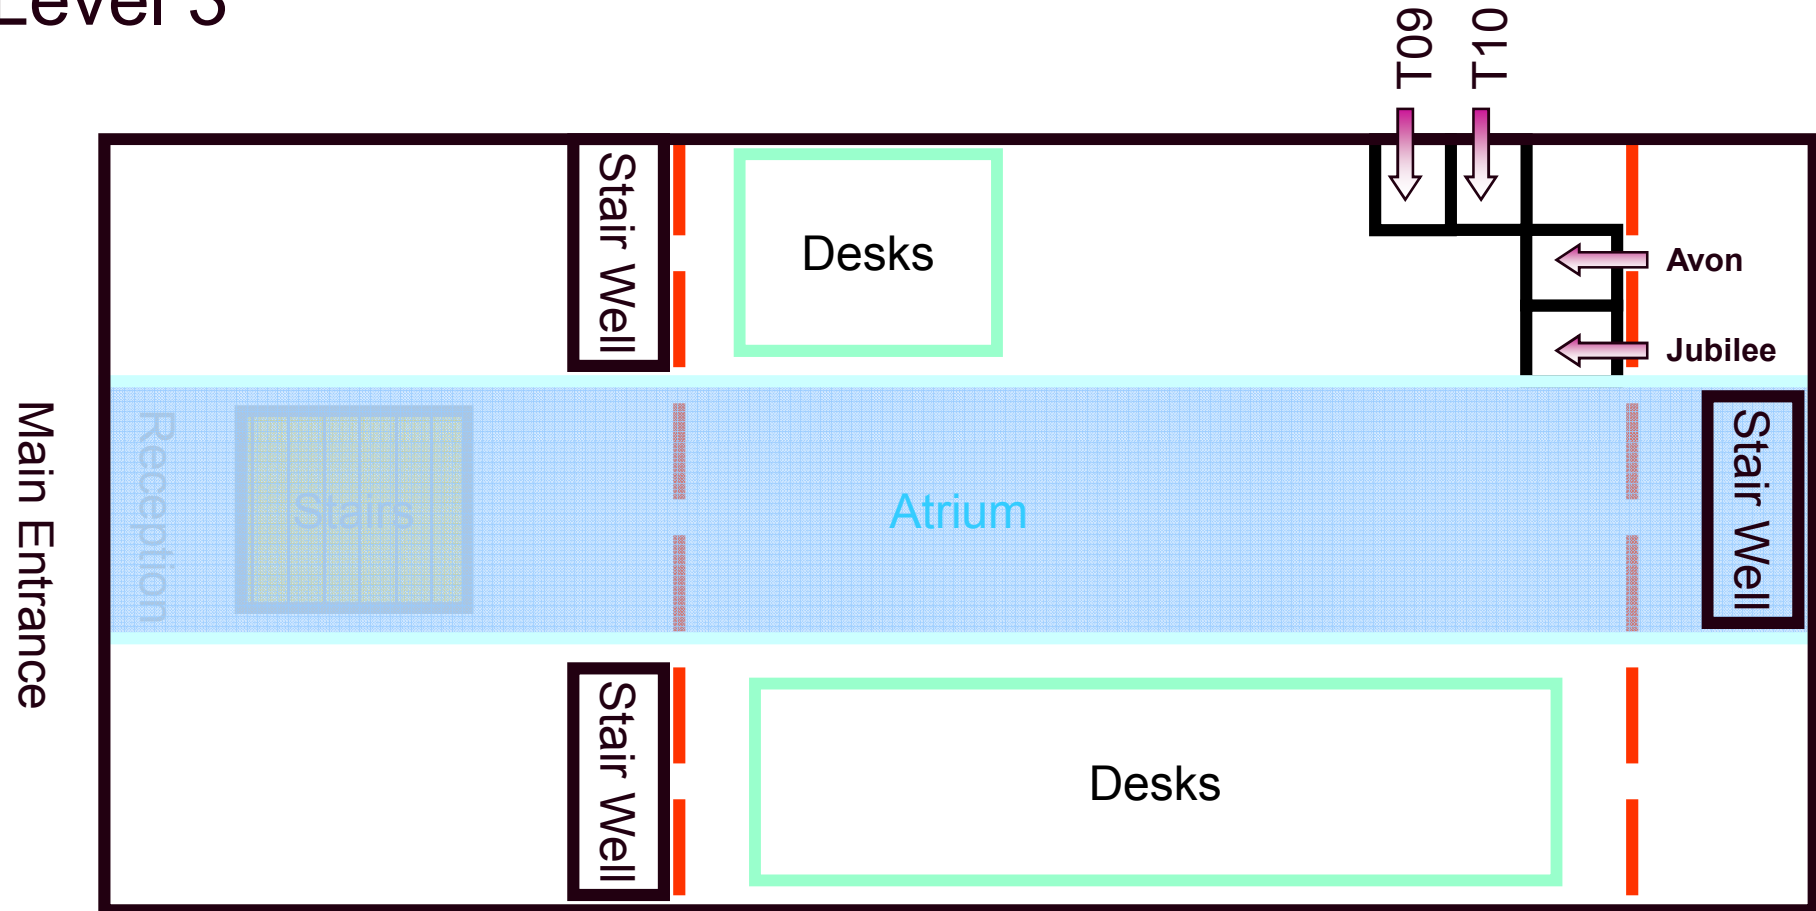 Level 3
T09
T10
Stair Well
Desks
Avon
Jubilee
Main Entrance
Reception
Stairs
Atrium
Stair Well
Stair Well
Desks